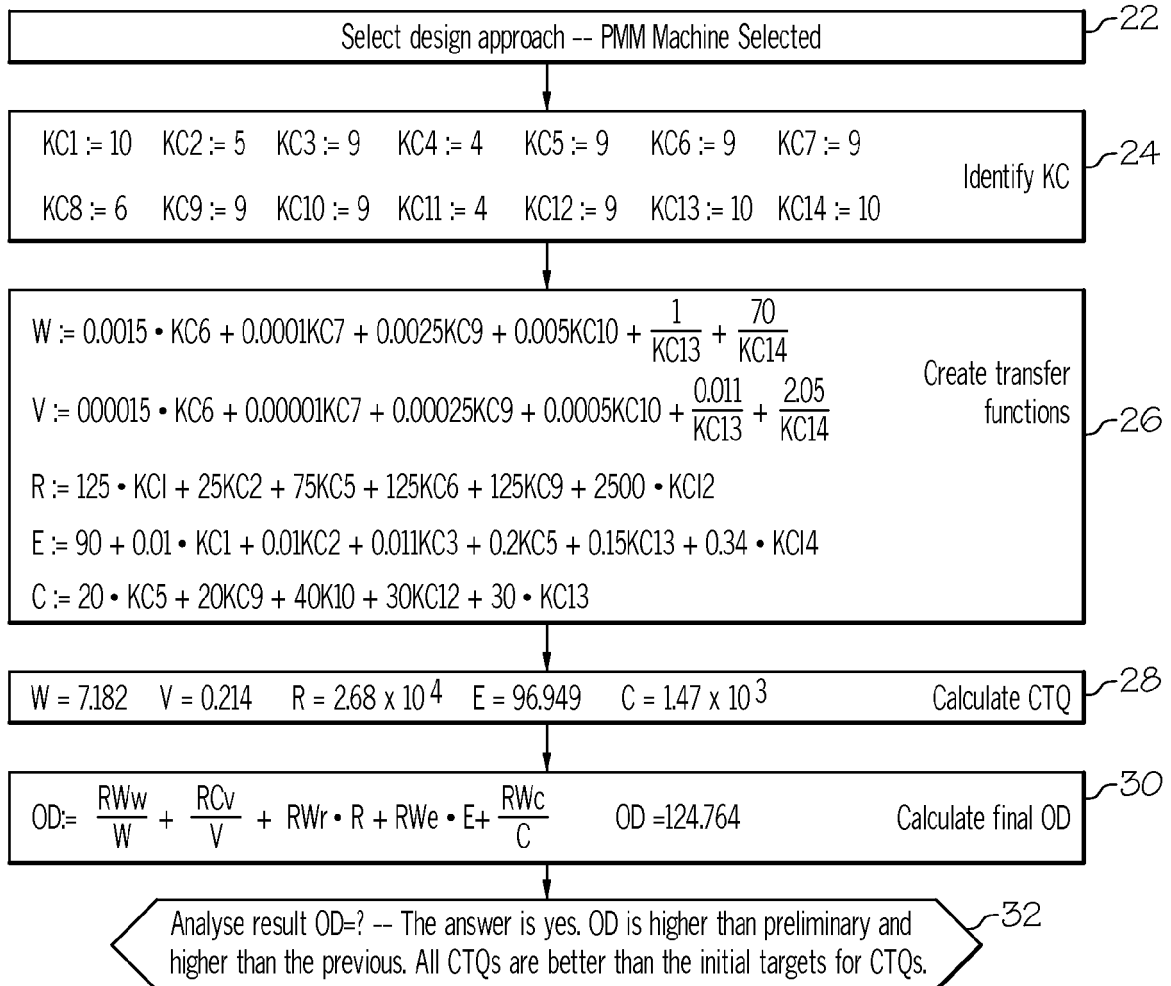 Select design approach -- PMM Machine Selected
22
KC1 := 10 KC2 := 5 KC3 := 9 KC4 := 4 KC5 := 9 KC6 := 9 KC7 := 9
KC8 := 6 KC9 := 9 KC10 := 9 KC11 := 4 KC12 := 9 KC13 := 10 KC14 := 10
Identify KC
24
W := 0.0015 • KC6 + 0.0001KC7 + 0.0025KC9 + 0.005KC10 + 1/KC13 + 70/KC14
V := 000015 • KC6 + 0.00001KC7 + 0.00025KC9 + 0.0005KC10 + 0.011/KC13 + 2.05/KC14
R := 125 • KCl + 25KC2 + 75KC5 + 125KC6 + 125KC9 + 2500 • KCl2
E := 90 + 0.01 • KC1 + 0.01KC2 + 0.011KC3 + 0.2KC5 + 0.15KC13 + 0.34 • KCl4
C := 20 • KC5 + 20KC9 + 40K10 + 30KC12 + 30 • KC13
Create transfer
functions
26
W = 7.182 V = 0.214 R = 2.68 x 10^4 E = 96.949 C = 1.47 x 10^3 Calculate CTQ
28
OD:= RWw/W + RCv/V + RWr • R + RWe • E+ RWc/C OD =124.764 Calculate final OD
30
Analyse result OD=? -- The answer is yes. OD is higher than preliminary and
higher than the previous. All CTQs are better than the initial targets for CTQs.
32